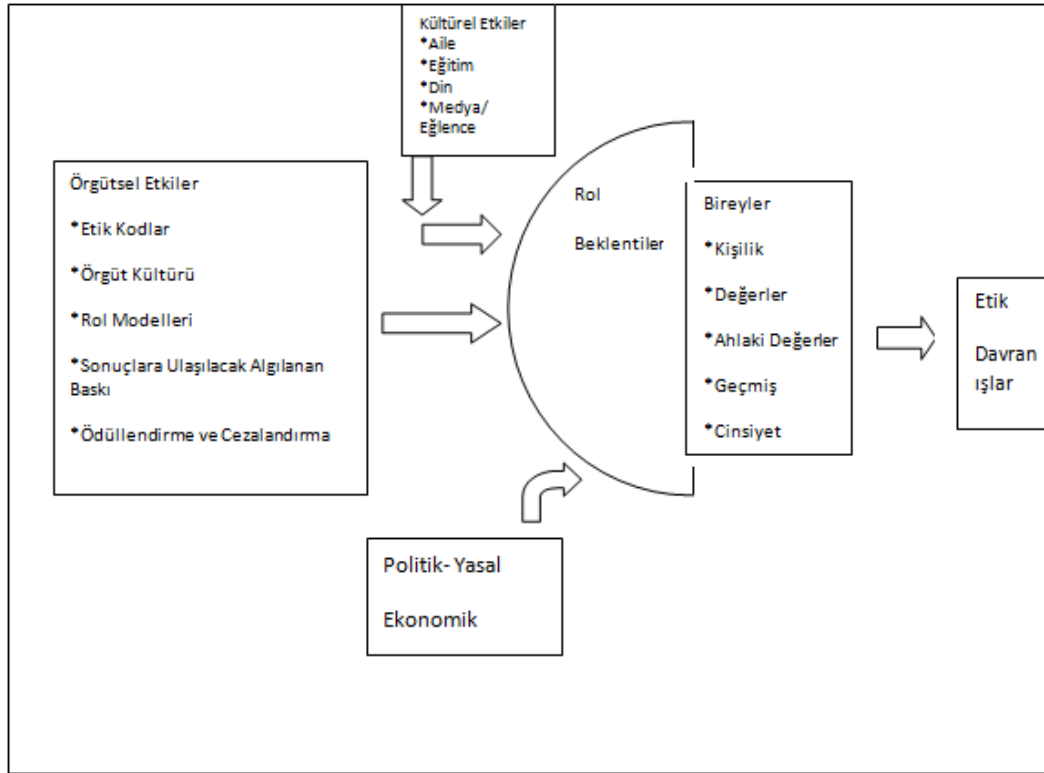 Kültürel Etkiler
*Aile
*Eğitim
*Din
*Medya/
Eğlence
Örgütsel Etkiler
*Etik Kodlar
*Örgüt Kültürü
*Rol Modelleri
*Sonuçlara Ulaşılacak Algılanan
Baskı
*Ödüllendirme ve Cezalandırma
Rol
Beklentiler
Bireyler
*Kişilik
*Değerler
*Ahlaki Değerler
*Geçmiş
*Cinsiyet
Etik
Davran
ışlar
Politik- Yasal
Ekonomik